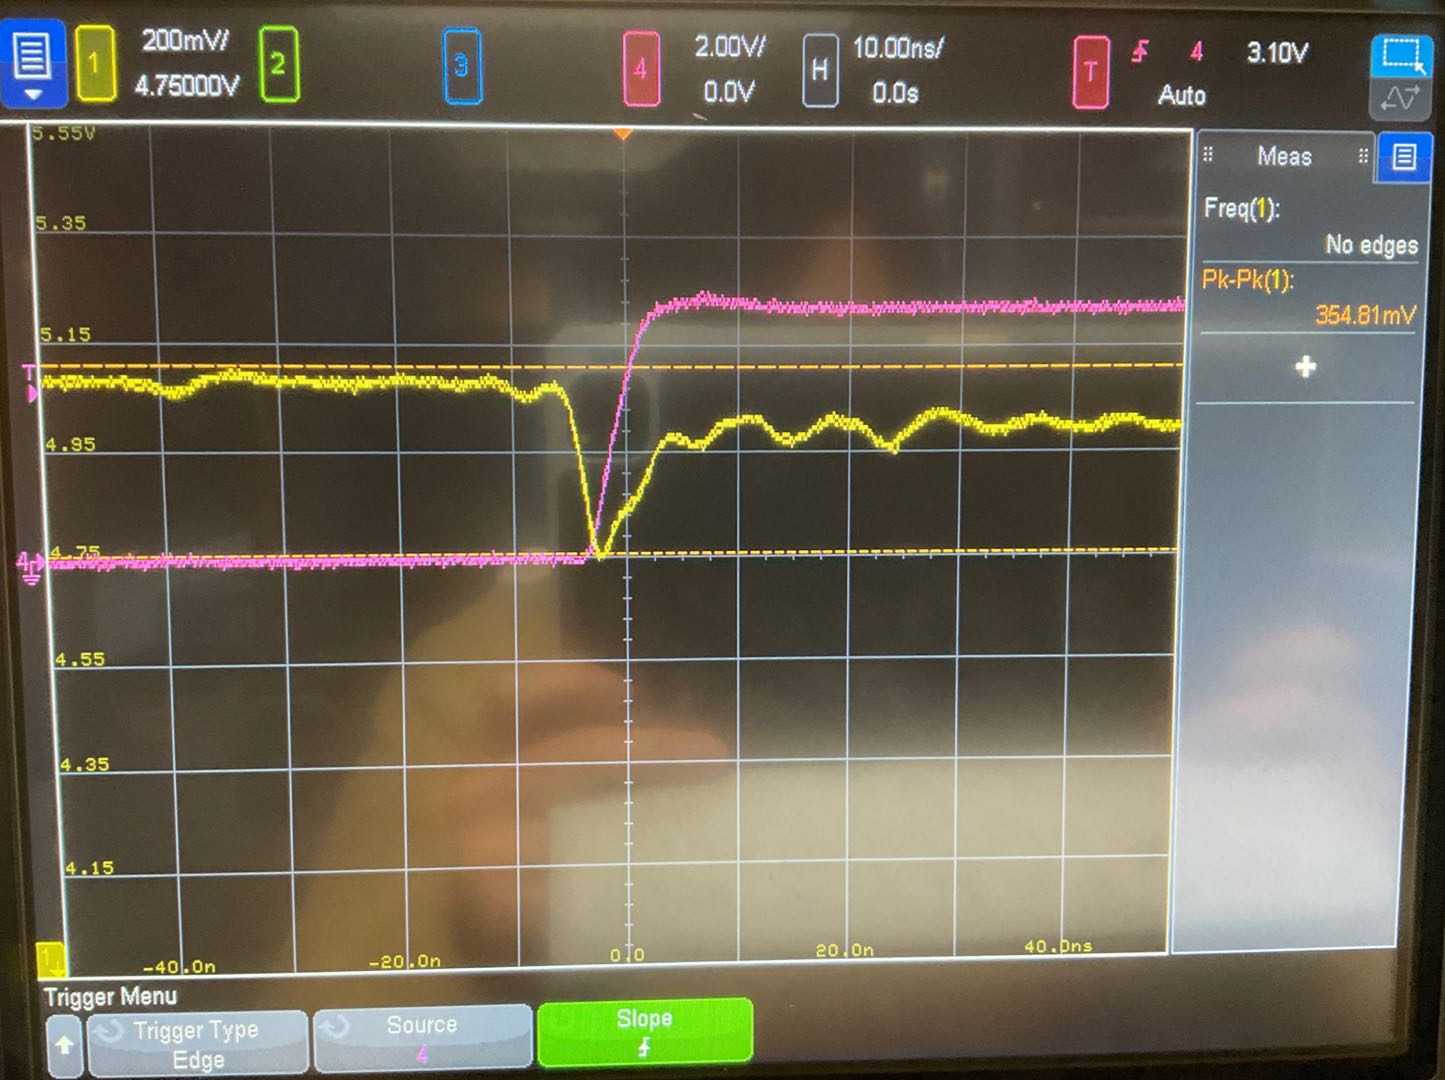 1
200mV/
4.75000V
2
3
4
2.00V/
0.0V
H
10.00ns/
0.0s
T
4
3.10V
Auto
5.55V
5.35
5.15
T
4.95
4.75
4
4.55
4.35
4.15
1
-40.0n
-20.0n
0.0
20.0n
40.0ns
Meas
Freq(1):
No edges
Pk-Pk(1):
354.81mV
Trigger Menu
Trigger Type
Edge
Source
4
Slope